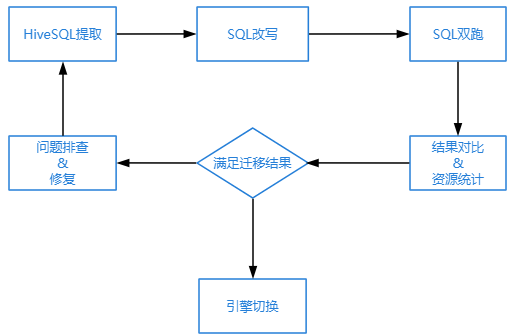 HiveSQL提取
SQL改写
SQL双跑
问题排查
&
修复
满足迁移结果
结果对比
&
资源统计
引擎切换